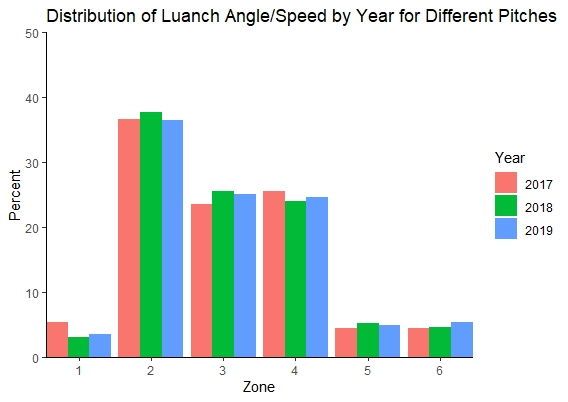 Distribution of Luanch Angle/Speed by Year for Different Pitches
50
40
30
20
10
0
Percent
1 2 3 4 5 6
Zone
Year
2017
2018
2019